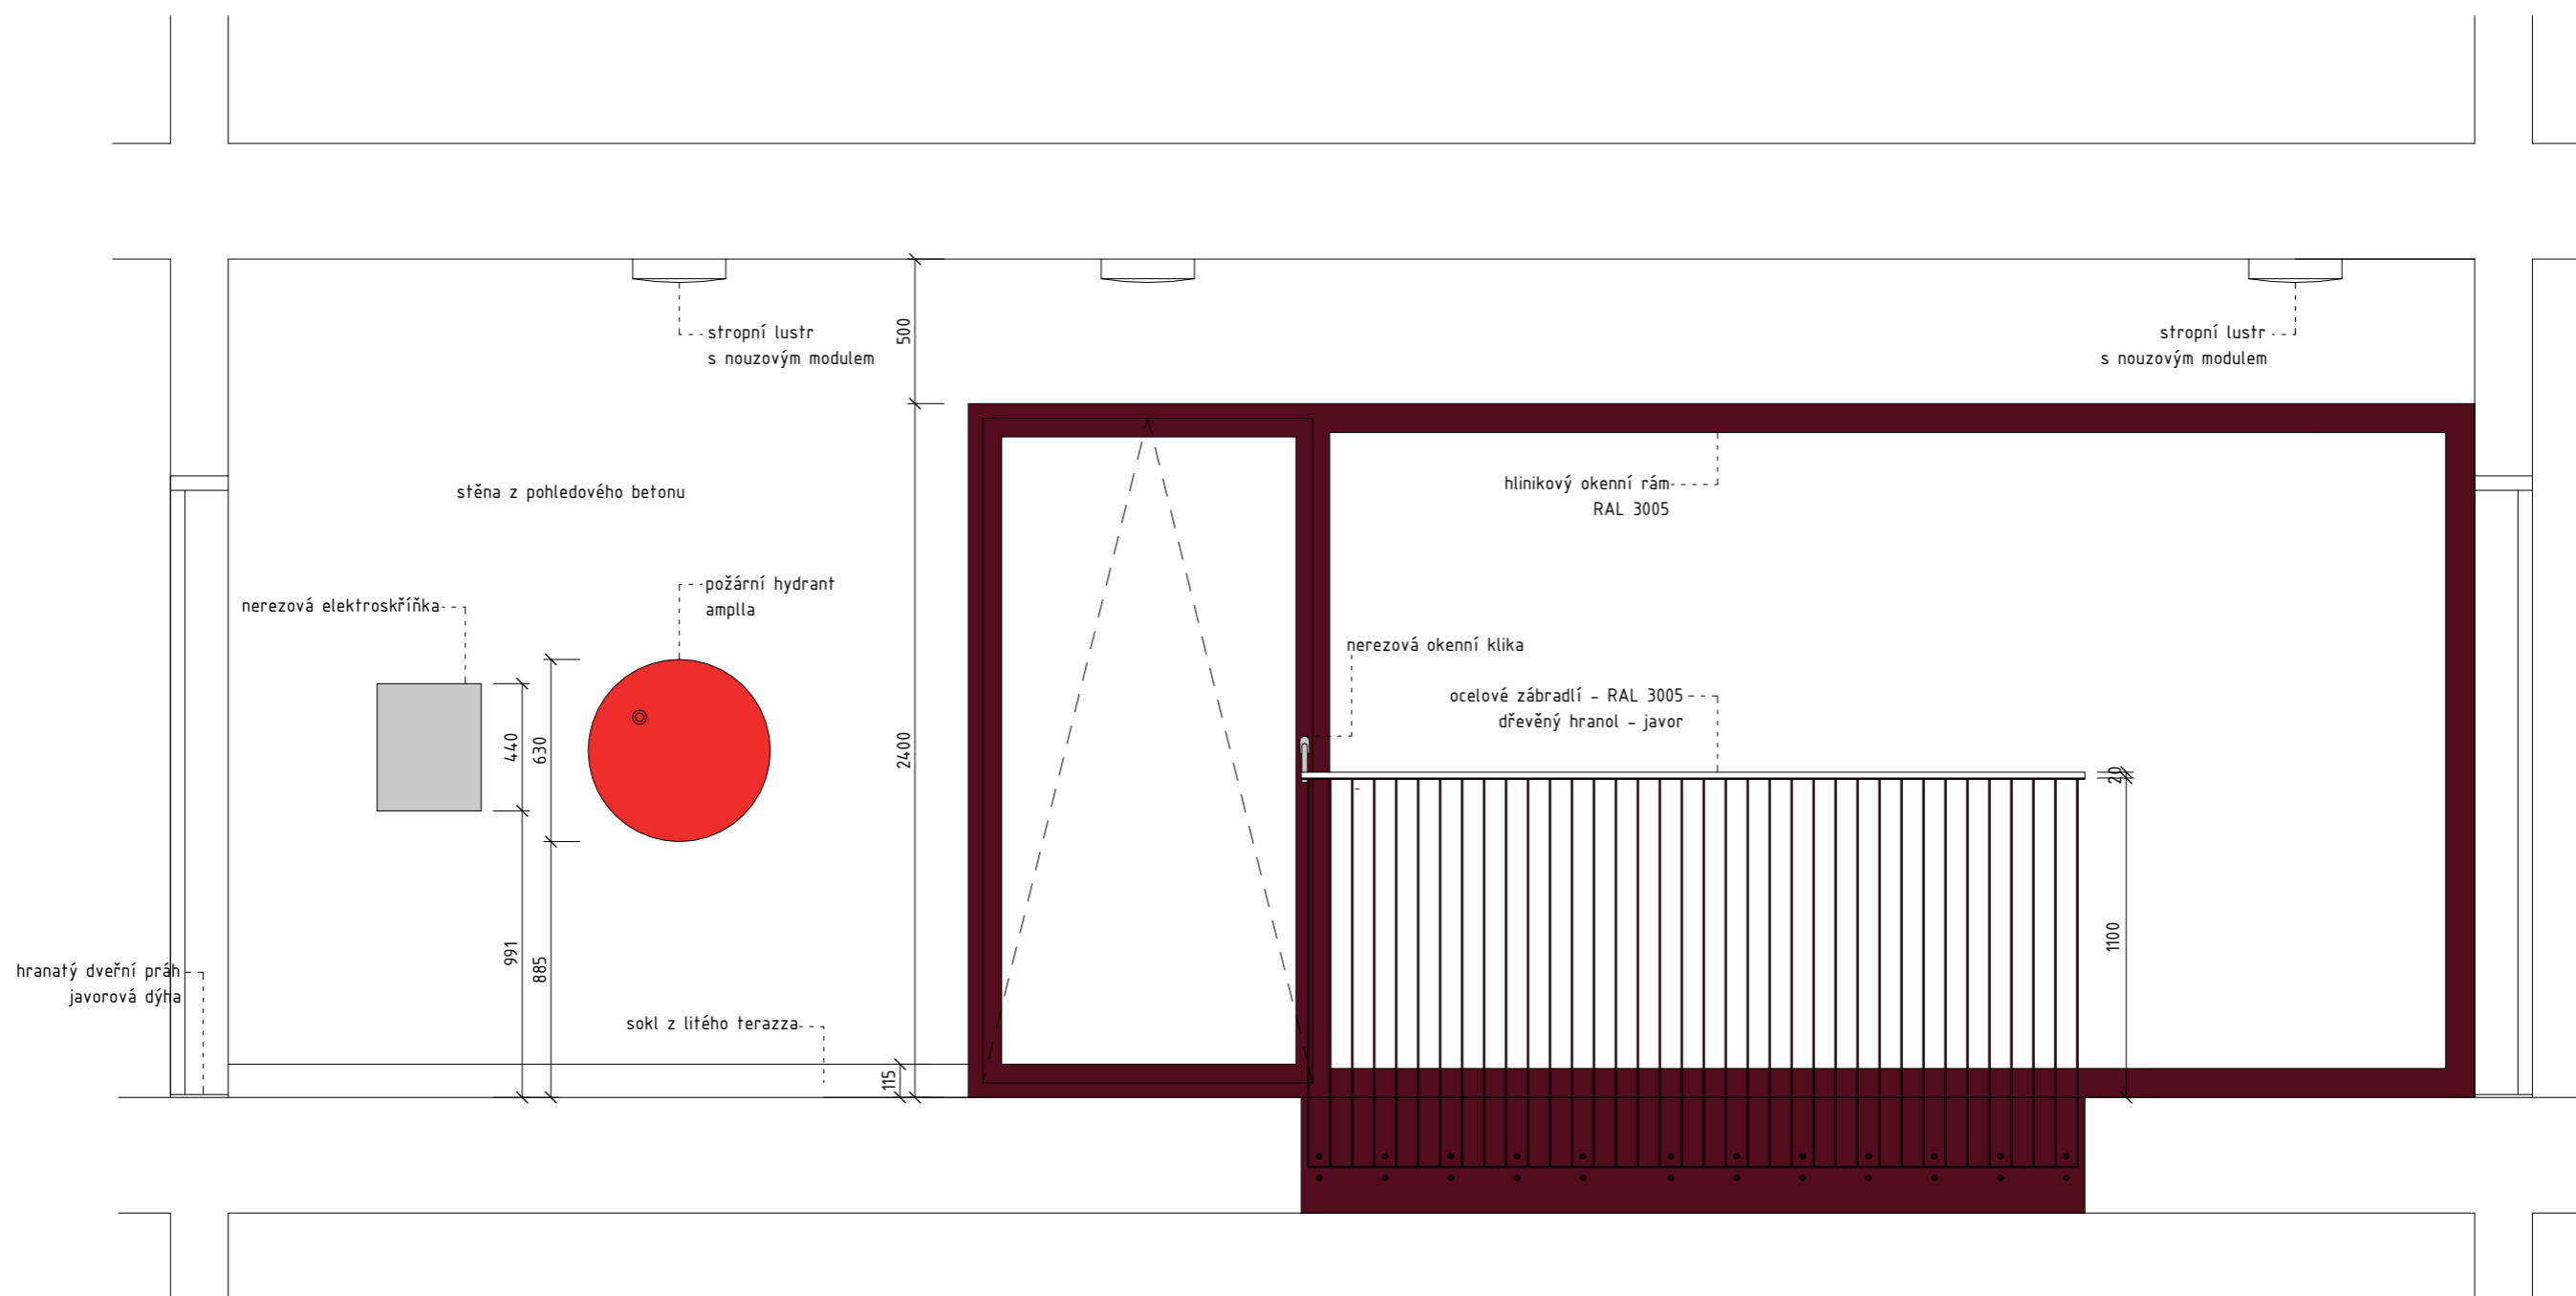 stropní lustr
s nouzovým modulem
stropní lustr
s nouzovým modulem
500
stěna z pohledového betonu
hlinikový okenní rám
RAL 3005
požární hydrant
amplla
nerezová elektroskříňka
nerezová okenní klika
ocelové zábradlí - RAL 3005
dřevěný hranol - javor
440
630
2400
20
1100
991
885
hranatý dveřní práh
javorová dýha
sokl z litého terazza
115